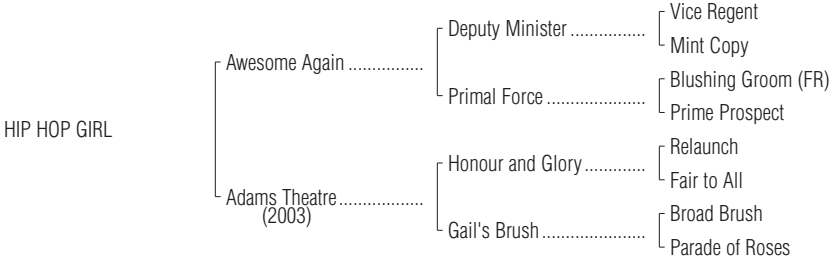 Vice Regent
Deputy Minister ................
Mint Copy
Awesome Again ................
Blushing Groom (FR)
Primal Force .....................
Prime Prospect
HIP HOP GIRL
Relaunch
Honour and Glory.............
Fair to All
Adams Theatre..................
(2003)
Broad Brush
Gail's Brush ......................
Parade of Roses